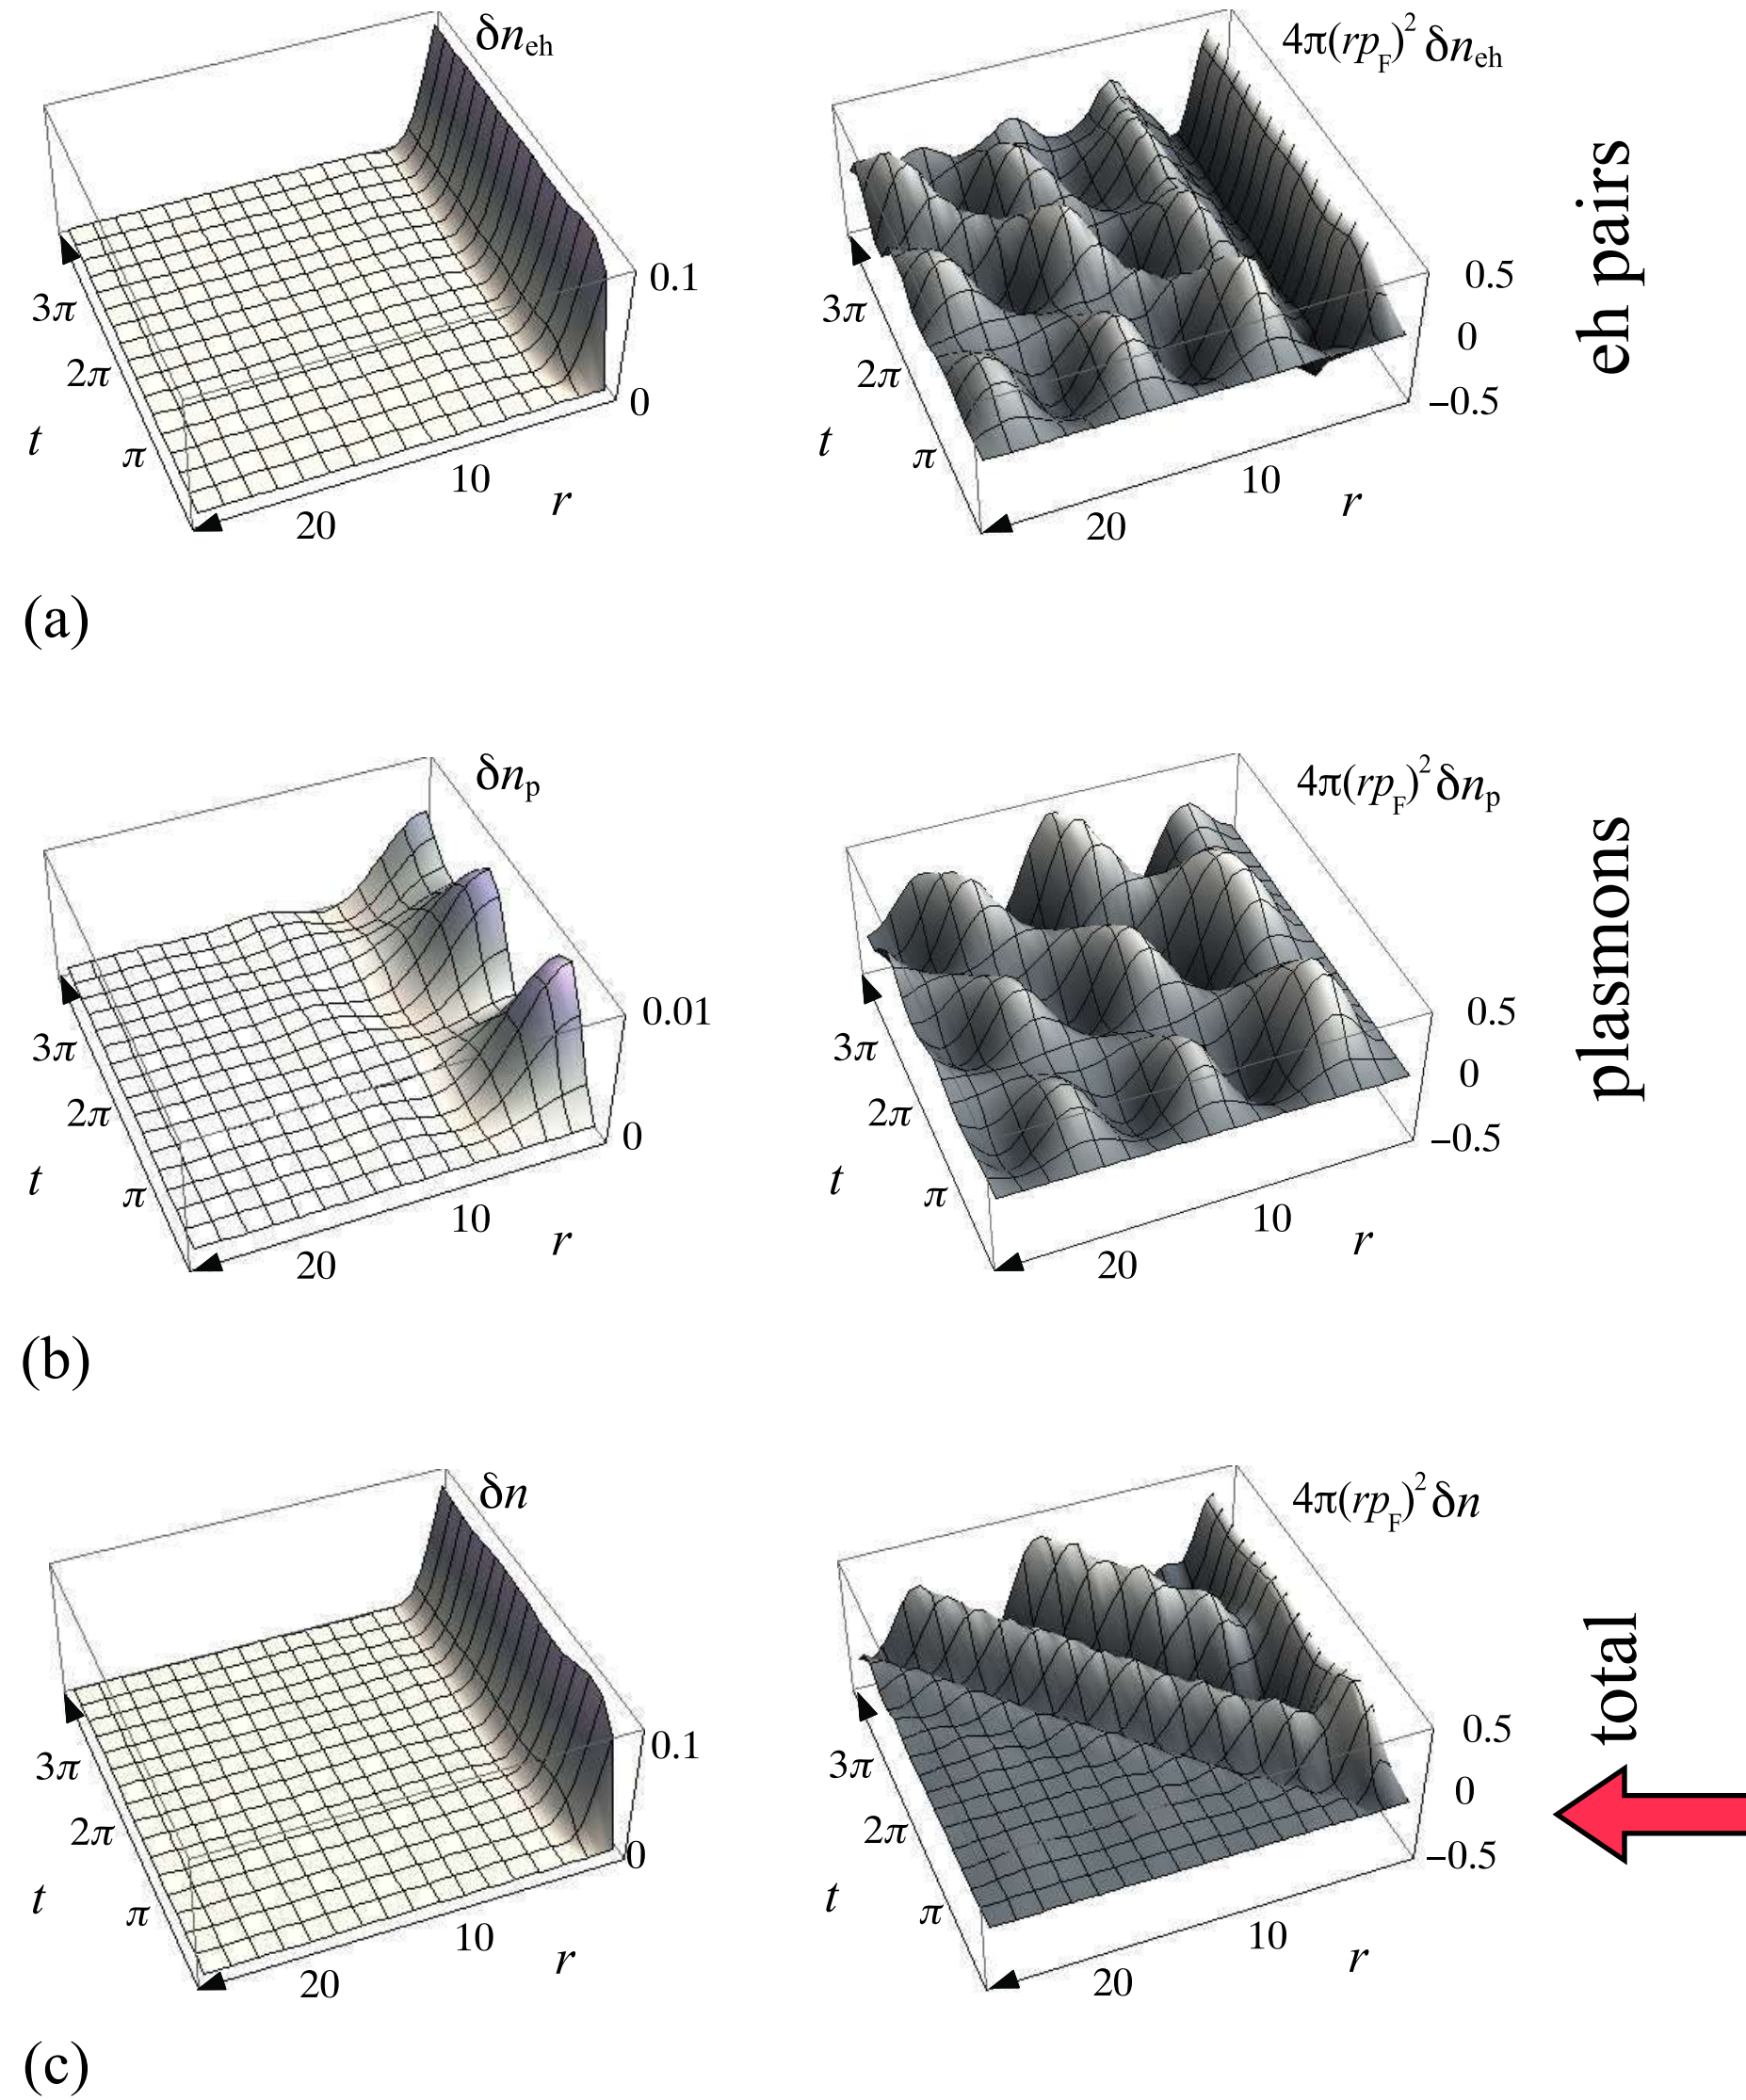 δn_eh
4π(rp_F)² δn_eh
0.1
0
3π
2π
π
t
10
20
r
0.5
0
−0.5
3π
2π
π
t
10
20
r
eh pairs
(a)
δn_p
4π(rp_F)² δn_p
0.01
0
3π
2π
π
t
10
20
r
0.5
0
−0.5
3π
2π
π
t
10
20
r
plasmons
(b)
δn
4π(rp_F)² δn
0.1
0
3π
2π
π
t
10
20
r
0.5
0
−0.5
3π
2π
π
t
10
20
r
total
(c)